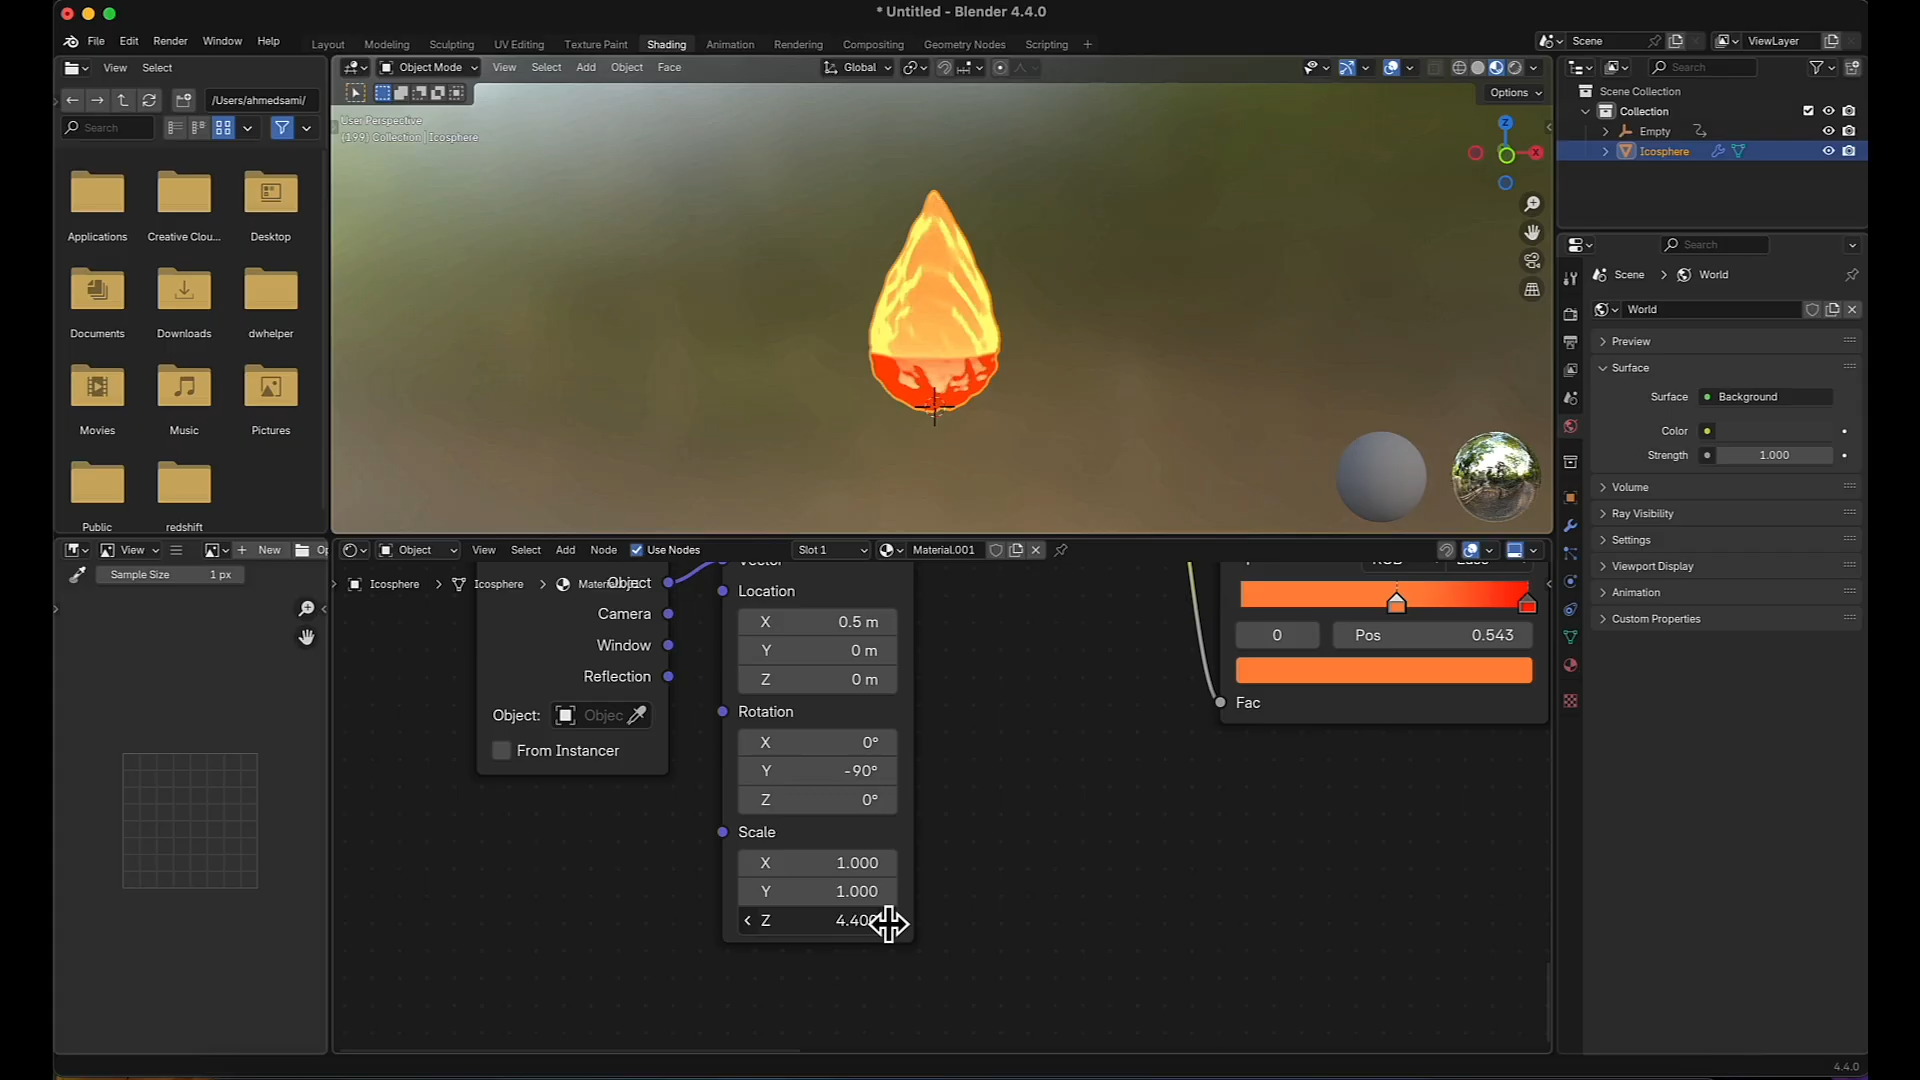 * Untitled - Blender 4.4.0
File Edit Render Window Help
Layout Modeling Sculpting UV Editing Texture Paint Shading Animation Rendering Compositing Geometry Nodes Scripting +
Scene
ViewLayer
View Select
Object Mode View Select Add Object Face
Global
Search
/Users/ahmedsami/
Search
Options
User Perspective
(199) Collection | Icosphere
Z
X
Scene Collection
Collection
Empty
Icosphere
Applications Creative Clou... Desktop
Documents Downloads dwhelper
Movies Music Pictures
Public redshift
Search
Scene > World
World
Preview
Surface
Surface Background
Color
Strength 1.000
Volume
Ray Visibility
Settings
Viewport Display
Animation
Custom Properties
View New Op
Sample Size 1 px
Object View Select Add Node Use Nodes Slot 1 Material.001
Icosphere > Icosphere >
Object
Camera
Window
Reflection
Object: Objec
From Instancer
Vector
Location
X 0.5 m
Y 0 m
Z 0 m
Rotation
X 0°
Y -90°
Z 0°
Scale
X 1.000
Y 1.000
Z 4.400
0 Pos 0.543
Fac
4.4.0